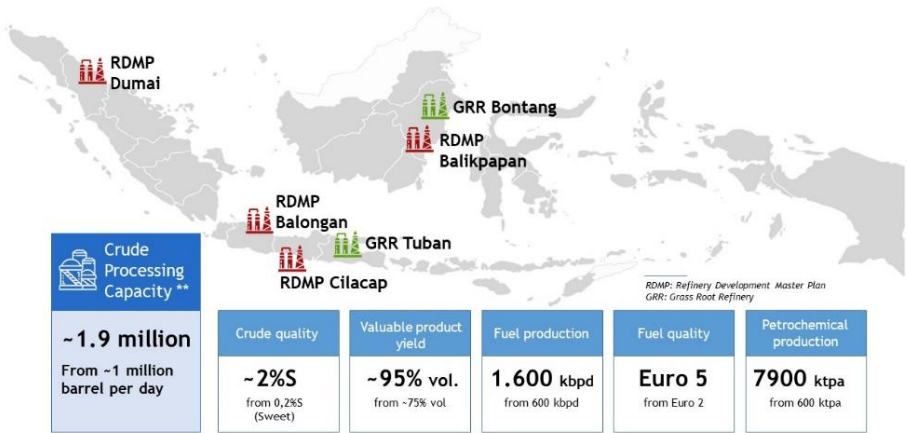 RDMP
Dumai
GRR Bontang
RDMP
Balikpapan
RDMP
Balongan
GRR Tuban
RDMP Cilacap
RDMP: Refinery Development Master Plan
GRR: Grass Root Refinery
Crude
Processing
Capacity **
~1.9 million
From ~1 million
barrel per day
Crude quality
~2%S
from 0,2%S
(Sweet)
Valuable product
yield
~95% vol.
from ~75% vol
Fuel production
1.600 kbpd
from 600 kbpd
Fuel quality
Euro 5
from Euro 2
Petrochemical
production
7900 ktpa
from 600 ktpa